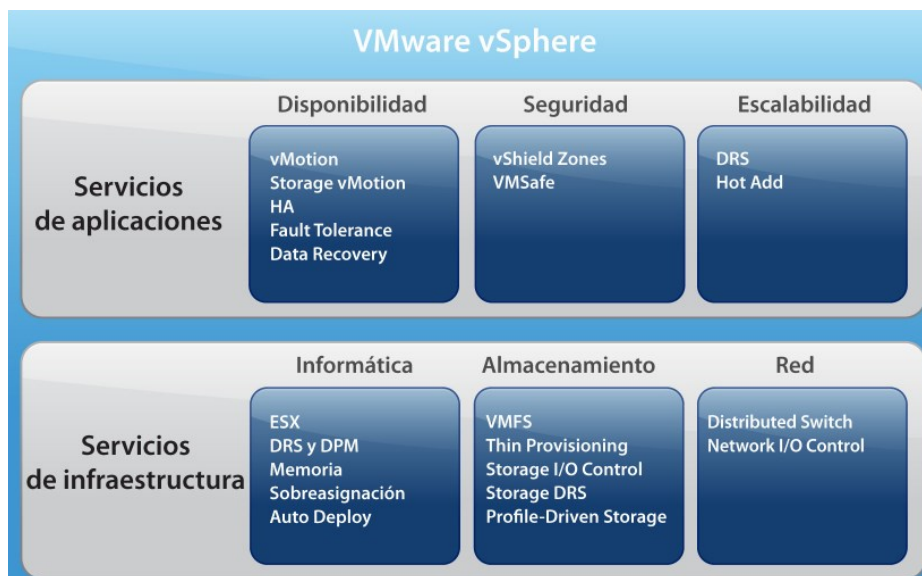 VMware vSphere
Servicios
de aplicaciones
Disponibilidad
vMotion
Storage vMotion
HA
Fault Tolerance
Data Recovery
Seguridad
vShield Zones
VMSafe
Escalabilidad
DRS
Hot Add
Servicios
de infraestructura
Informática
ESX
DRS y DPM
Memoria
Sobreasignación
Auto Deploy
Almacenamiento
VMFS
Thin Provisioning
Storage I/O Control
Storage DRS
Profile-Driven Storage
Red
Distributed Switch
Network I/O Control